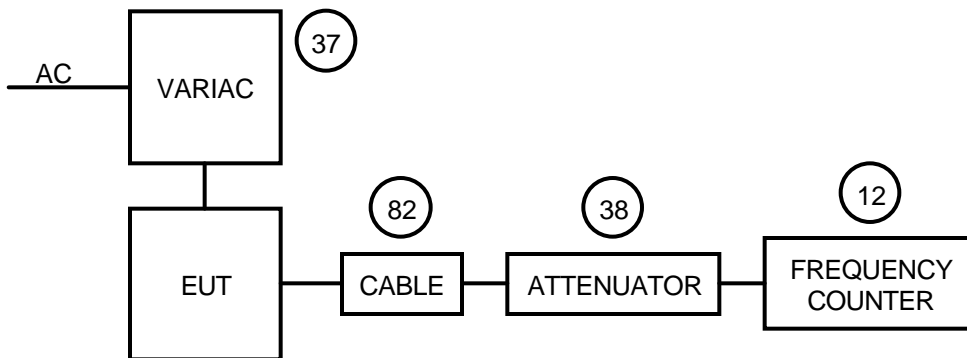 37
AC
VARIAC
82
38
12
EUT
CABLE
ATTENUATOR
FREQUENCY
COUNTER